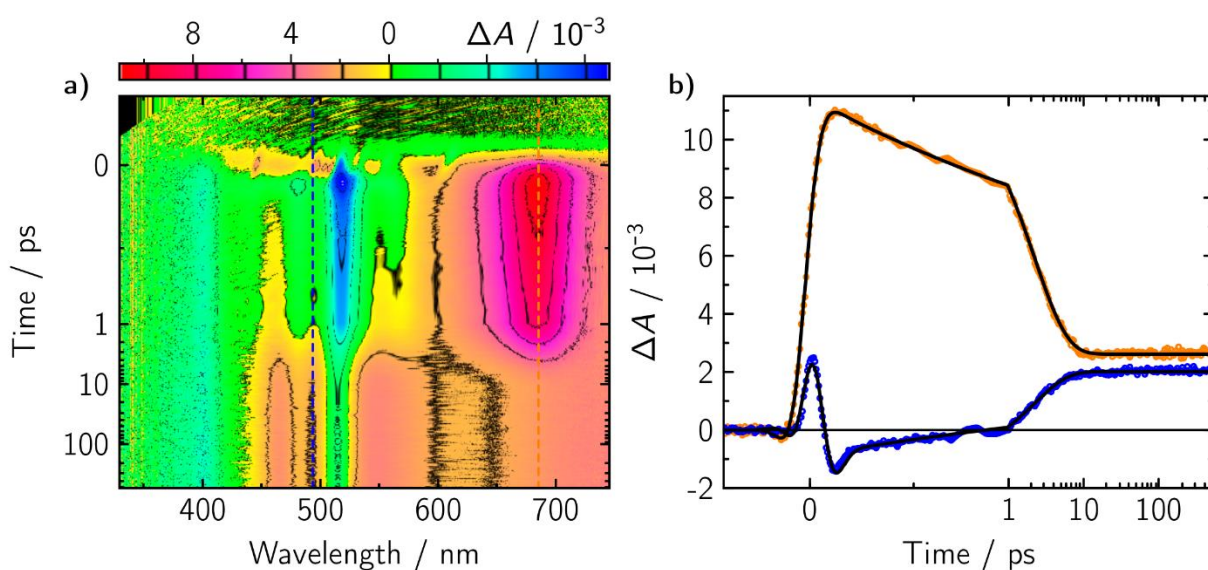 8 4 0 ΔA / 10⁻³
a)
Time / ps
0
1
10
100
400 500 600 700
Wavelength / nm
b)
ΔA / 10⁻³
10
8
6
4
2
0
-2
0 1 10 100
Time / ps